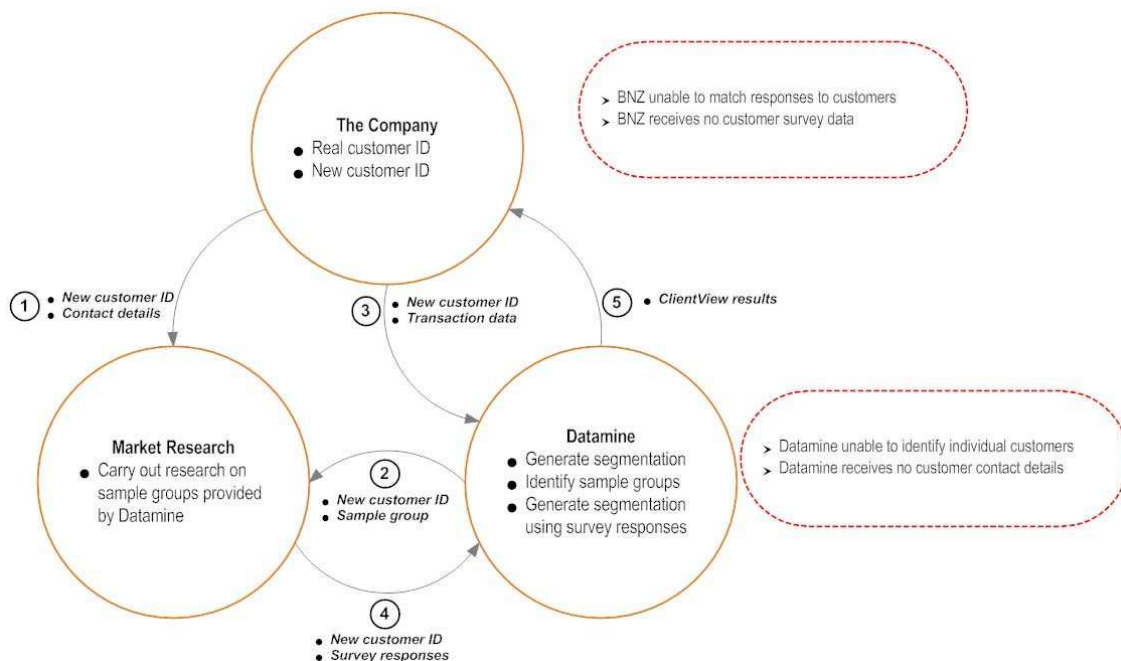 The Company
● Real customer ID
● New customer ID
➤ BNZ unable to match responses to customers
➤ BNZ receives no customer survey data
1
● New customer ID
● Contact details
3
● New customer ID
● Transaction data
5
● ClientView results
Market Research
● Carry out research on
sample groups provided
by Datamine
2
● New customer ID
● Sample group
Datamine
● Generate segmentation
● Identify sample groups
● Generate segmentation
using survey responses
➤ Datamine unable to identify individual customers
➤ Datamine receives no customer contact details
4
● New customer ID
● Survey responses